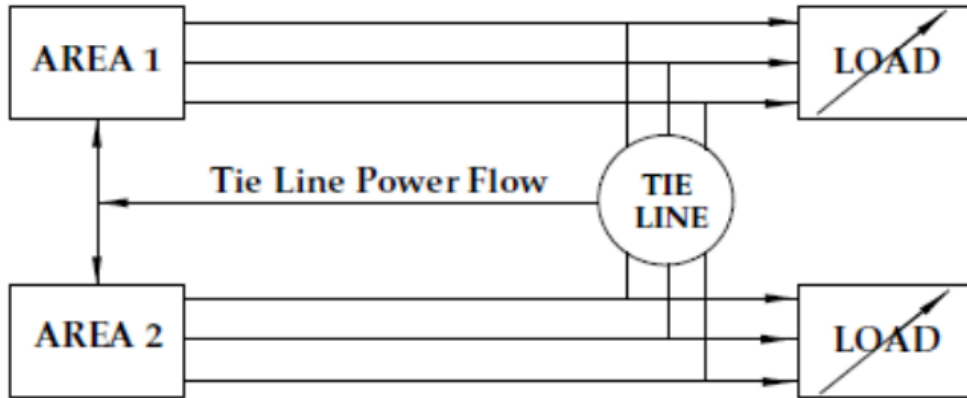 AREA 1
LOAD
Tie Line Power Flow
TIE
LINE
AREA 2
LOAD